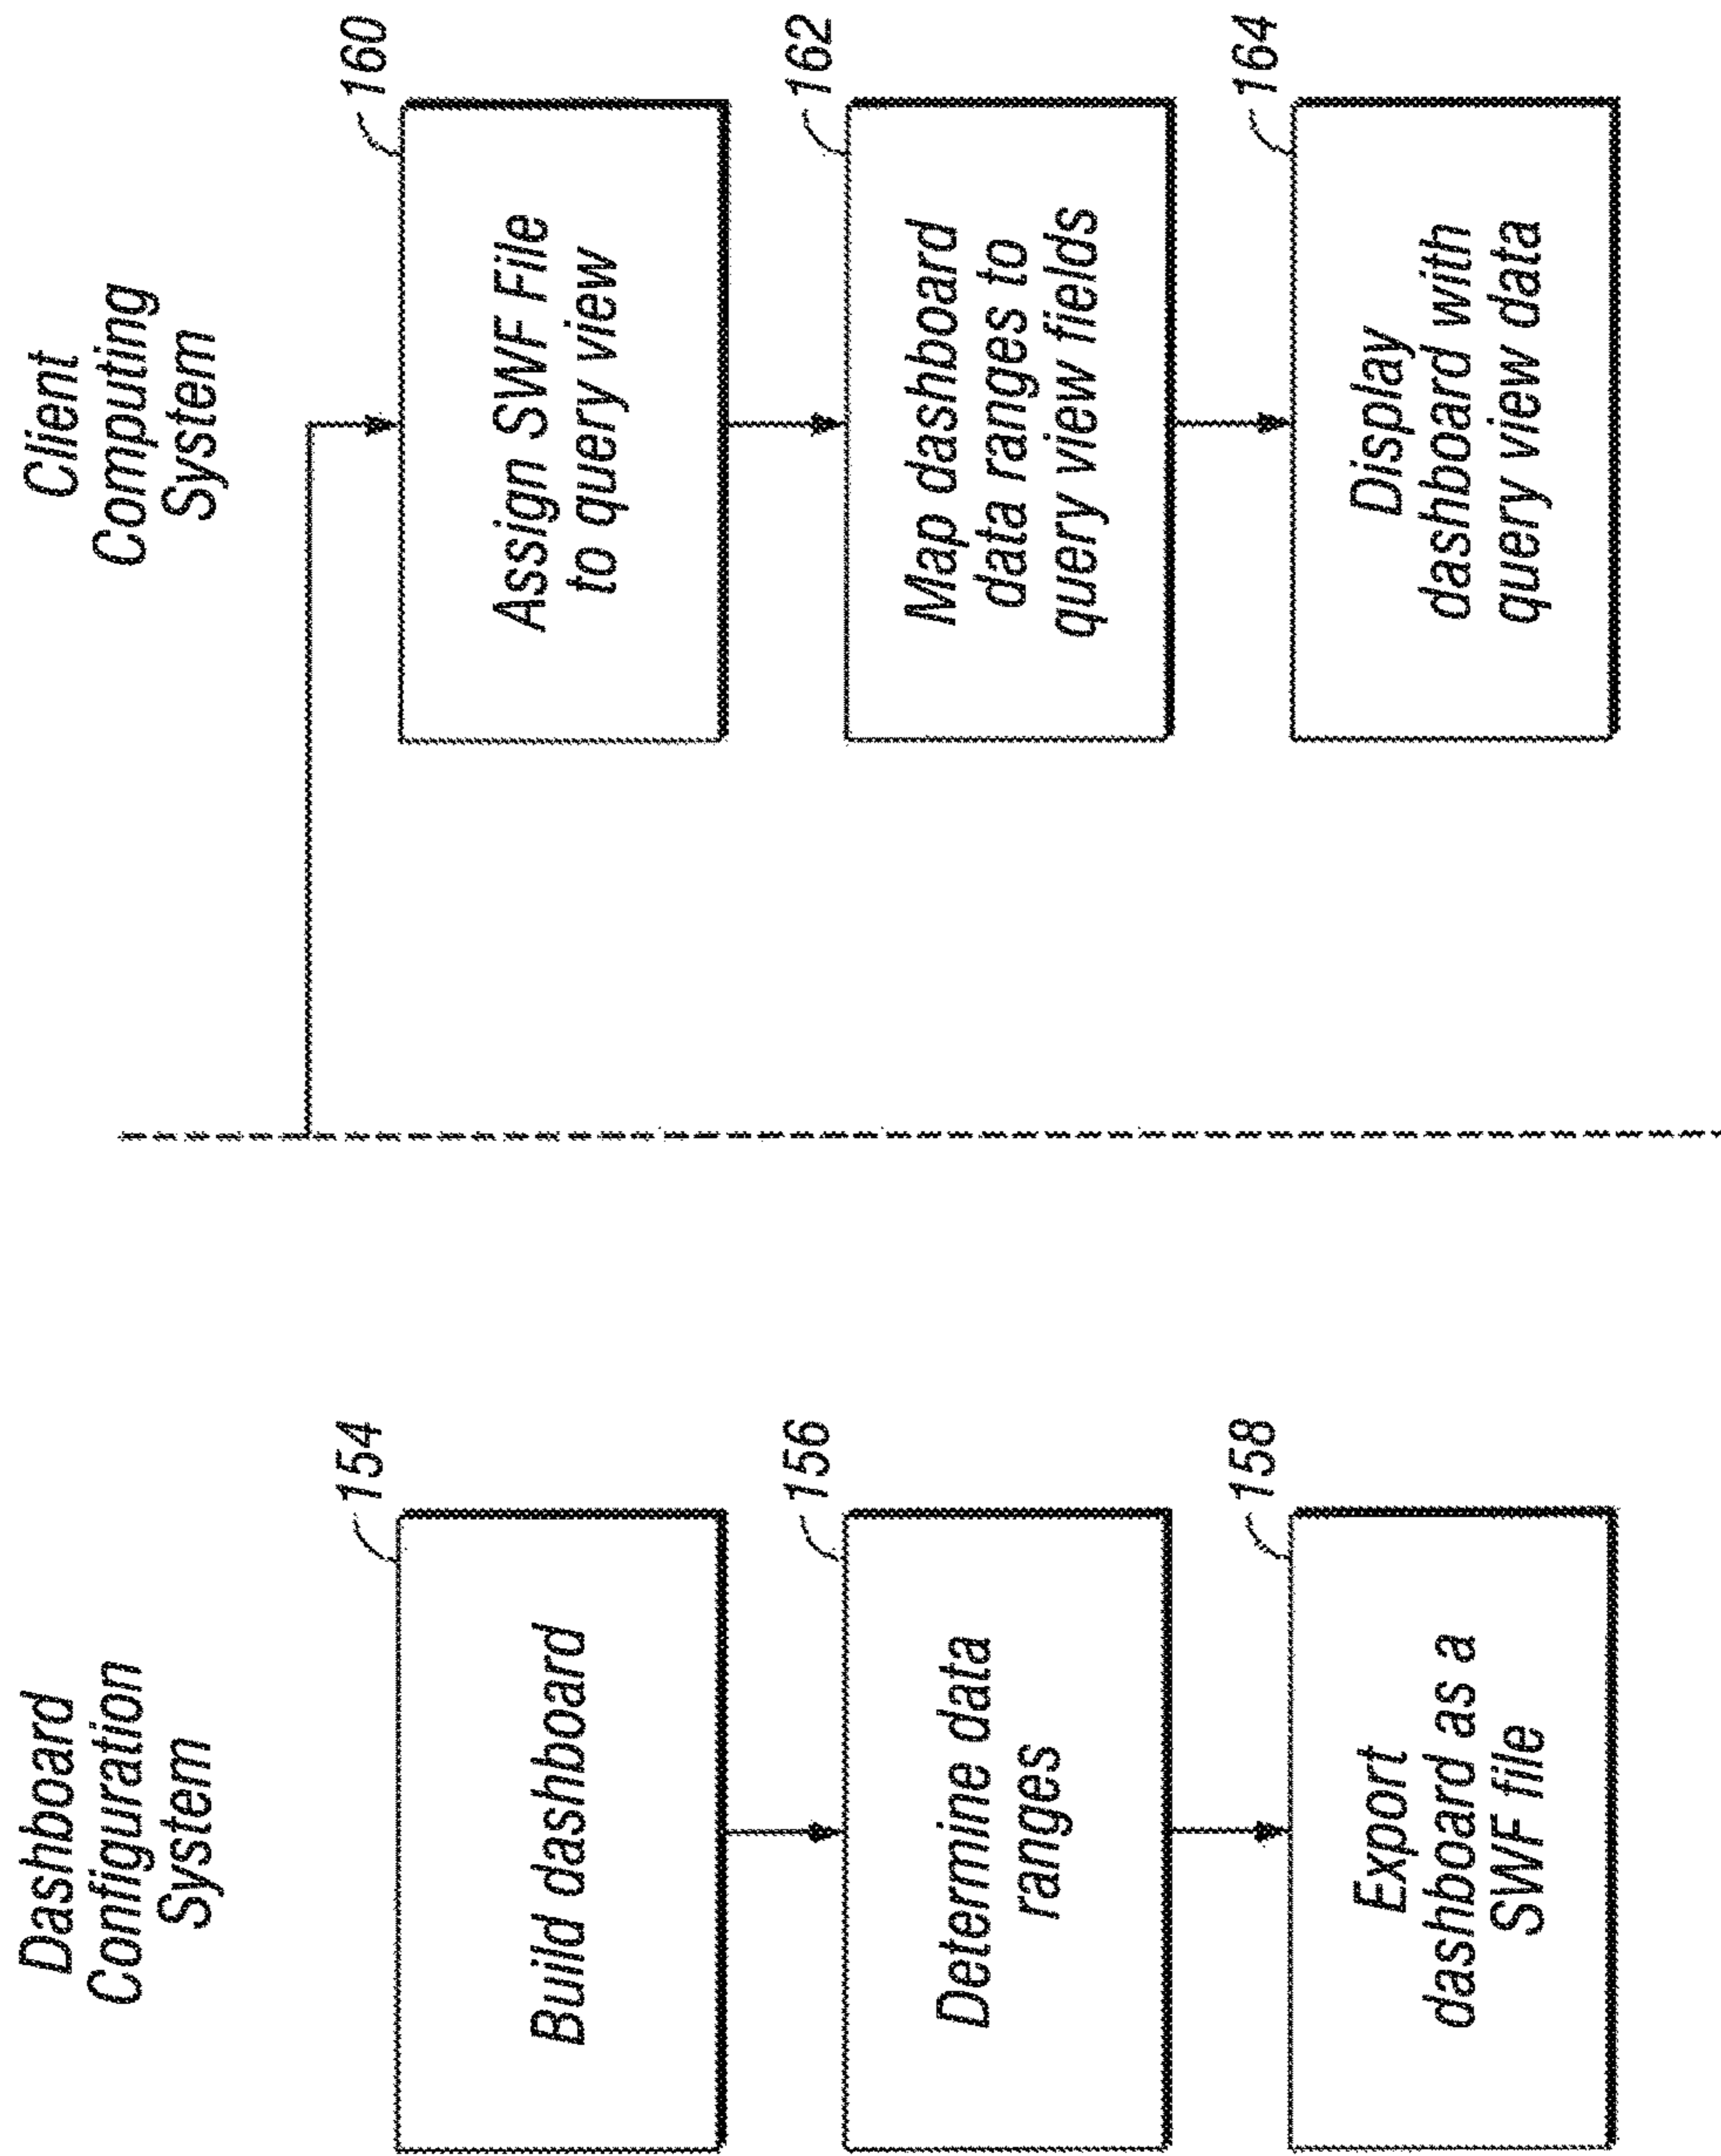 Dashboard
Configuration
System
154
Build dashboard
156
Determine data
ranges
158
Export
dashboard as a
SWF file
Client
Computing
System
160
Assign SWF File
to query view
162
Map dashboard
data ranges to
query view fields
164
Display
dashboard with
query view data